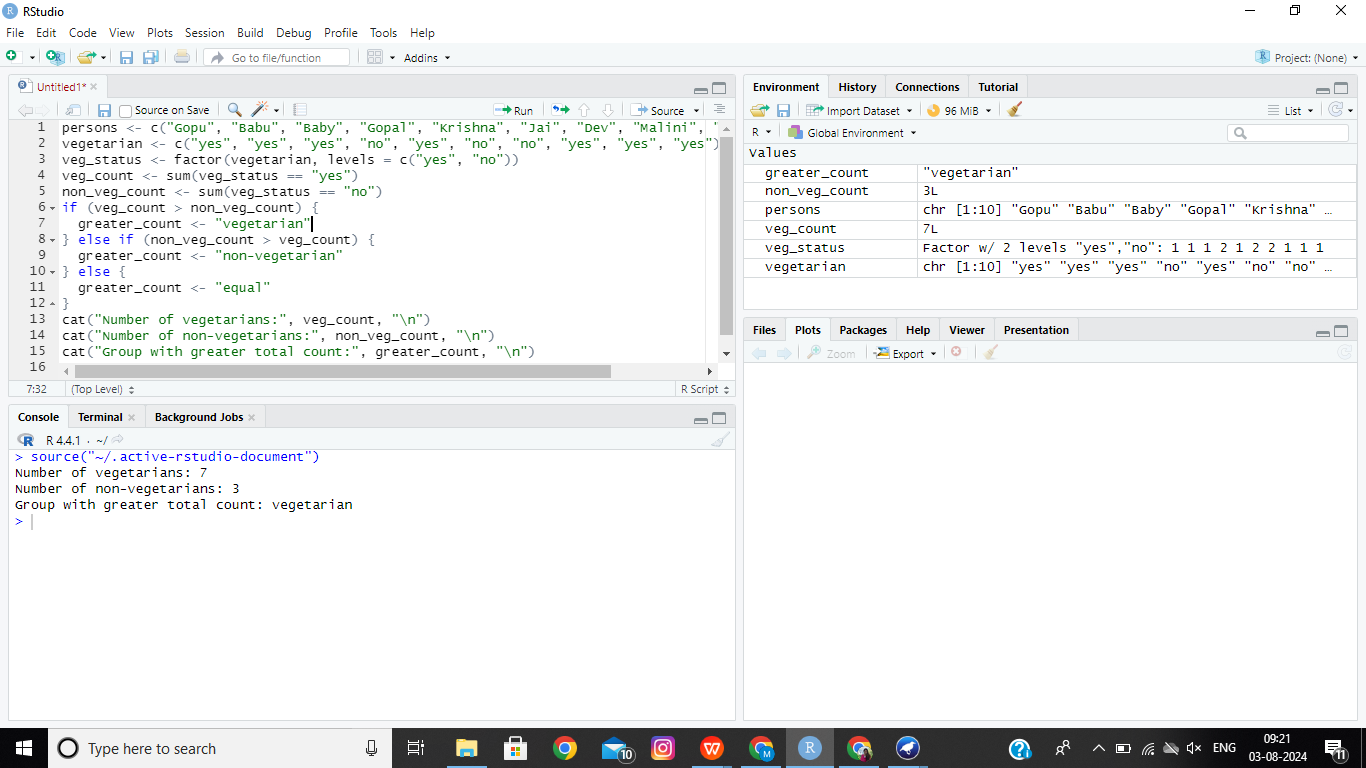 RStudio
File Edit Code View Plots Session Build Debug Profile Tools Help
Go to file/function Addins Project: (None)
Untitled1*
Source on Save Run Source
1 persons <- c("Gopu", "Babu", "Baby", "Gopal", "Krishna", "Jai", "Dev", "Malini", "
2 vegetarian <- c("yes", "yes", "yes", "no", "yes", "no", "no", "yes", "yes", "yes")
3 veg_status <- factor(vegetarian, levels = c("yes", "no"))
4 veg_count <- sum(veg_status == "yes")
5 non_veg_count <- sum(veg_status == "no")
6 if (veg_count > non_veg_count) {
7 greater_count <- "vegetarian"
8 } else if (non_veg_count > veg_count) {
9 greater_count <- "non-vegetarian"
10 } else {
11 greater_count <- "equal"
12 }
13 cat("Number of vegetarians:", veg_count, "\n")
14 cat("Number of non-vegetarians:", non_veg_count, "\n")
15 cat("Group with greater total count:", greater_count, "\n")
16
7:32 (Top Level) R Script
Console Terminal Background Jobs
R 4.4.1 · ~/
> source("~/.active-rstudio-document")
Number of vegetarians: 7
Number of non-vegetarians: 3
Group with greater total count: vegetarian
>
Environment History Connections Tutorial
Import Dataset 96 MiB List
R Global Environment
Values
greater_count "vegetarian"
non_veg_count 3L
persons chr [1:10] "Gopu" "Babu" "Baby" "Gopal" "Krishna" …
veg_count 7L
veg_status Factor w/ 2 levels "yes","no": 1 1 1 2 1 2 2 1 1 1
vegetarian chr [1:10] "yes" "yes" "yes" "no" "yes" "no" "no" …
Files Plots Packages Help Viewer Presentation
Zoom Export
Type here to search 10 W M R ENG 09:21
03-08-2024 11